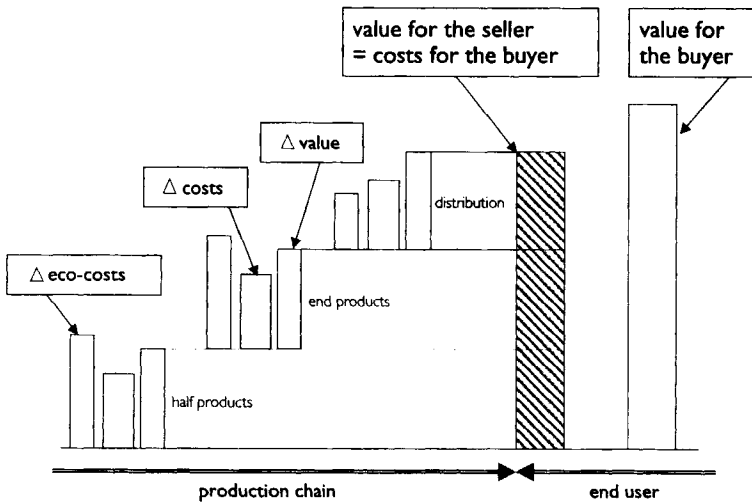 value for the seller
= costs for the buyer
value for
the buyer
Δ value
Δ costs
distribution
Δ eco-costs
end products
half products
production chain
end user